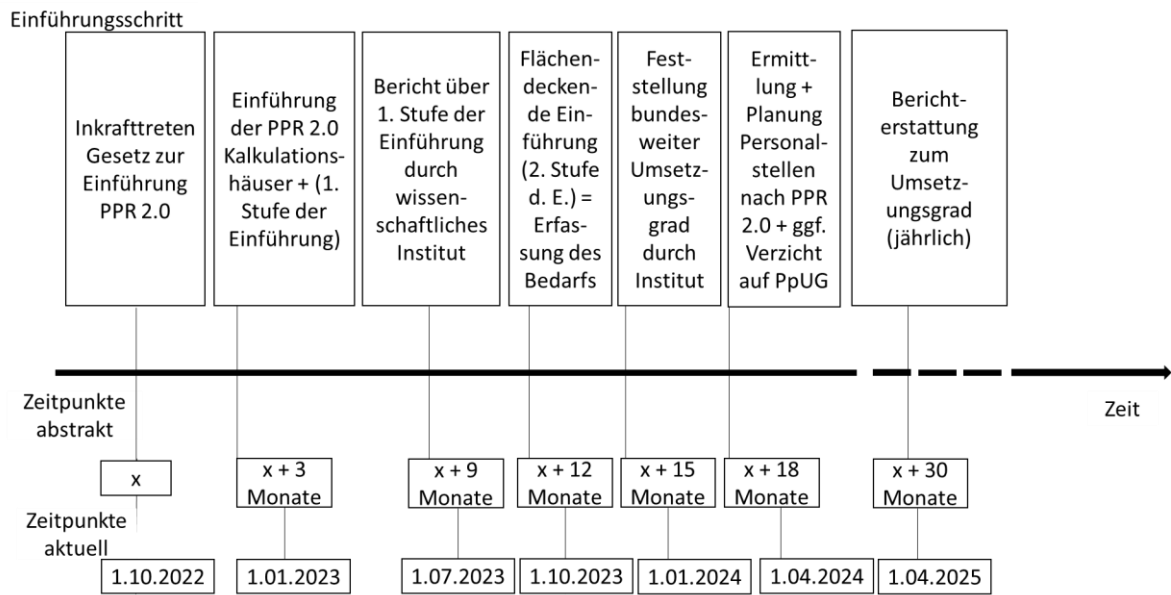 Einführungsschritt
Inkrafttreten
Gesetz zur
Einführung
PPR 2.0
Einführung
der PPR 2.0
Kalkulations-
häuser + (1.
Stufe der
Einführung)
Bericht über
1. Stufe der
Einführung
durch
wissen-
schaftliches
Institut
Flächen-
decken-
de Ein-
führung
(2. Stufe
d. E.) =
Erfas-
sung des
Bedarfs
Fest-
stellung
bundes-
weiter
Umsetz-
ungs-
grad
durch
Institut
Ermitt-
lung +
Planung
Personal-
stellen
nach PPR
2.0 + ggf.
Verzicht
auf PpUG
Bericht-
erstattung
zum
Umsetz-
ungsgrad
(jährlich)
Zeitpunkte
abstrakt
Zeit
x
x + 3
Monate
x + 9
Monate
x + 12
Monate
x + 15
Monate
x + 18
Monate
x + 30
Monate
Zeitpunkte
aktuell
1.10.2022
1.01.2023
1.07.2023
1.10.2023
1.01.2024
1.04.2024
1.04.2025